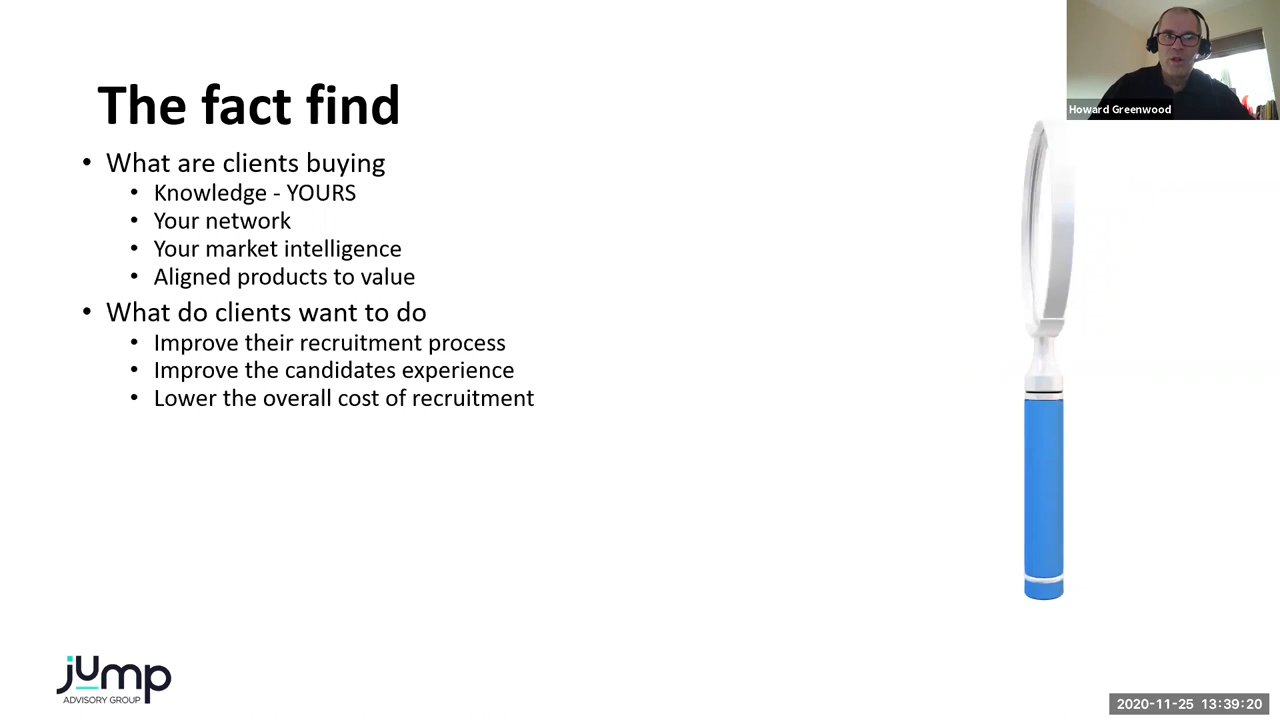 The fact find
• What are clients buying
• Knowledge - YOURS
• Your network
• Your market intelligence
• Aligned products to value
• What do clients want to do
• Improve their recruitment process
• Improve the candidates experience
• Lower the overall cost of recruitment
Howard Greenwood
jump
ADVISORY GROUP
2020-11-25 13:39:20